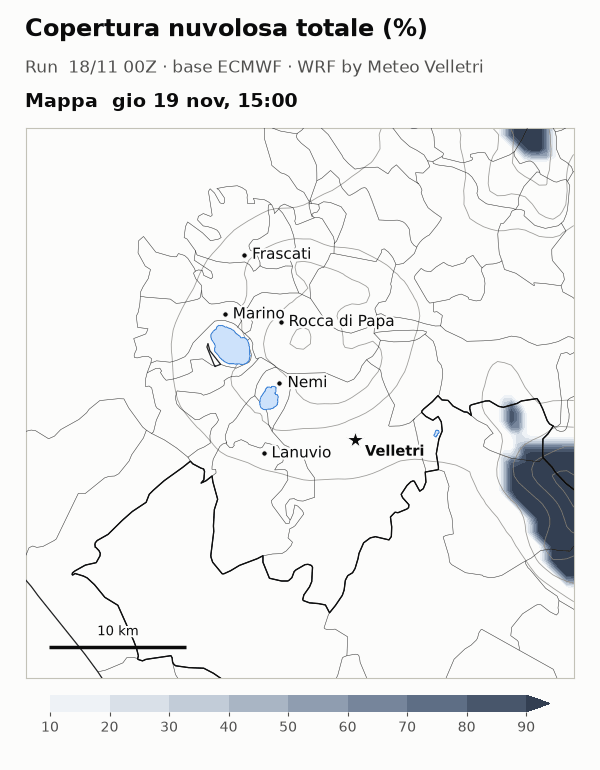 Copertura nuvolosa totale (%)
Run  18/11 00Z · base ECMWF · WRF by Meteo Velletri
Mappa  gio 19 nov, 15:00
Frascati
Marino
Rocca di Papa
Nemi
Velletri
Lanuvio
10 km
10 20 30 40 50 60 70 80 90